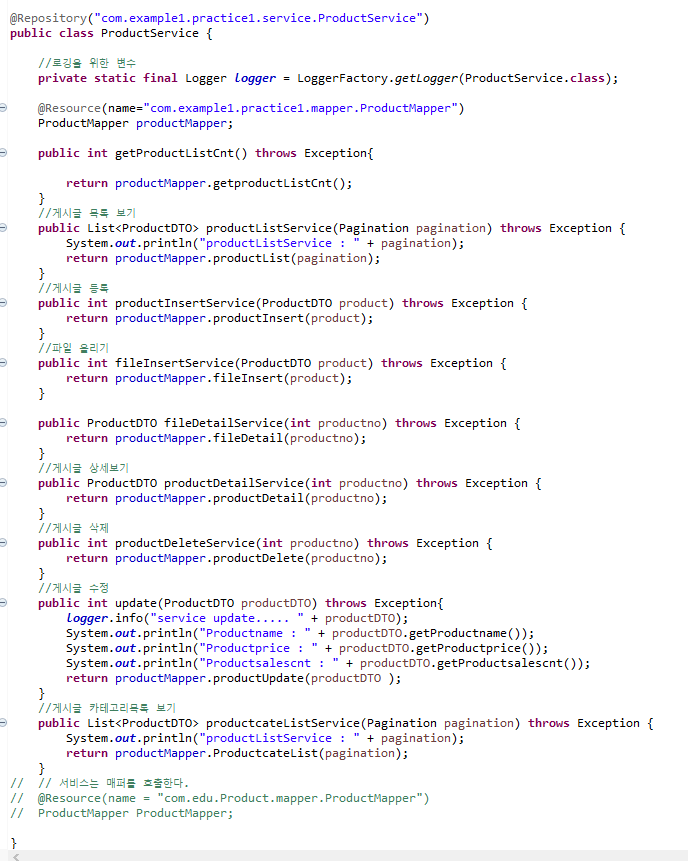 @Repository("com.example1.practice1.service.ProductService")
public class ProductService {
//로깅을 위한 변수
private static final Logger logger = LoggerFactory.getLogger(ProductService.class);
@Resource(name="com.example1.practice1.mapper.ProductMapper")
ProductMapper productMapper;
public int getProductListCnt() throws Exception{
return productMapper.getproductListCnt();
}
//게시글 목록 보기
public List<ProductDTO> productListService(Pagination pagination) throws Exception {
System.out.println("productListService : " + pagination);
return productMapper.productList(pagination);
}
//게시글 등록
public int productInsertService(ProductDTO product) throws Exception {
return productMapper.productInsert(product);
}
//파일 올리기
public int fileInsertService(ProductDTO product) throws Exception {
return productMapper.fileInsert(product);
}
public ProductDTO fileDetailService(int productno) throws Exception {
return productMapper.fileDetail(productno);
}
//게시글 상세보기
public ProductDTO productDetailService(int productno) throws Exception {
return productMapper.productDetail(productno);
}
//게시글 삭제
public int productDeleteService(int productno) throws Exception {
return productMapper.productDelete(productno);
}
//게시글 수정
public int update(ProductDTO productDTO) throws Exception{
logger.info("service update..... " + productDTO);
System.out.println("Productname : " + productDTO.getProductname());
System.out.println("Productprice : " + productDTO.getProductprice());
System.out.println("Productsalescnt : " + productDTO.getProductsalescnt());
return productMapper.productUpdate(productDTO );
}
//게시글 카테고리목록 보기
public List<ProductDTO> productcateListService(Pagination pagination) throws Exception {
System.out.println("productListService : " + pagination);
return productMapper.ProductcateList(pagination);
}
// // 서비스는 매퍼를 호출한다.
// @Resource(name = "com.edu.Product.mapper.ProductMapper")
// ProductMapper ProductMapper;
}